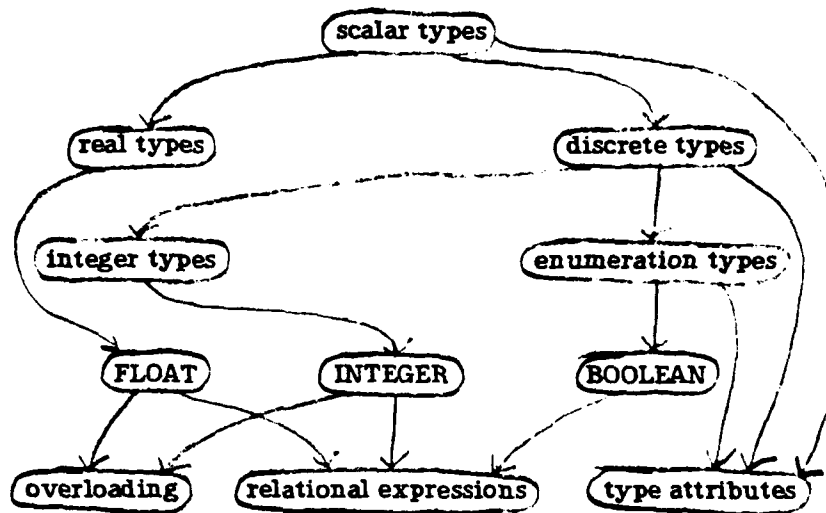 scalar types
real types
discrete types
integer types
enumeration types
FLOAT
INTEGER
BOOLEAN
overloading
relational expressions
type attributes